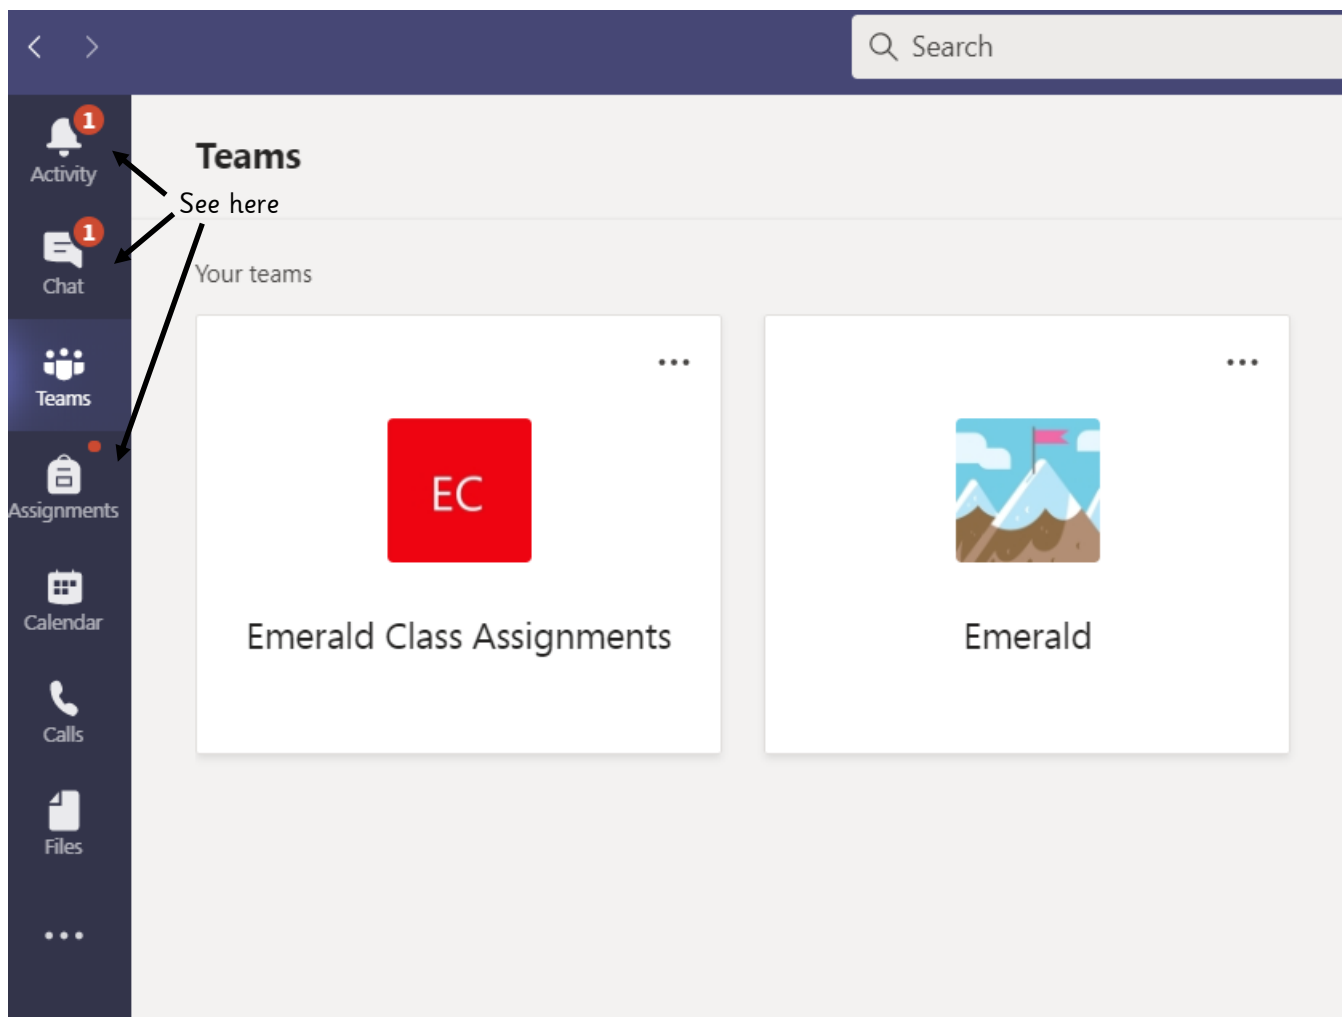 Search
1
Activity
Teams
See here
1
Chat
Your teams
Teams
EC
Assignments
Emerald Class Assignments
Emerald
Calendar
Calls
Files